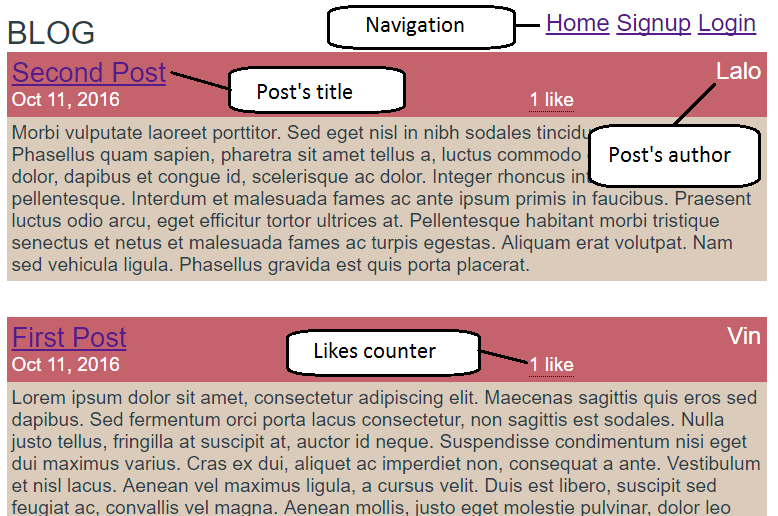 BLOG
Navigation
Home Signup Login
Second Post
Lalo
Oct 11, 2016
Post's title
1 like
Morbi vulputate laoreet porttitor. Sed eget nisl in nibh sodales
Phasellus quam sapien, pharetra sit amet tellus a, luctus commodo
Post's author
dolor, dapibus et congue id, scelerisque ac dolor. Integer rhoncus
pellentesque. Interdum et malesuada fames ac ante ipsum primis in faucibus. Praesent
luctus odio arcu, eget efficitur tortor ultrices at. Pellentesque habitant morbi tristique
senectus et netus et malesuada fames ac turpis egestas. Aliquam erat volutpat. Nam
sed vehicula ligula. Phasellus gravida est quis porta placerat.
First Post
Vin
Oct 11, 2016
Likes counter
1 like
Lorem ipsum dolor sit amet, consectetur adipiscing elit. Maecenas sagittis quis eros sed
dapibus. Sed fermentum orci porta lacus consectetur, non sagittis est sodales. Nulla
justo tellus, fringilla at suscipit at, auctor id neque. Suspendisse condimentum nisi eget
dui maximus varius. Cras ex dui, aliquet ac imperdiet non, consequat a ante. Vestibulum
et nisl lacus. Aenean vel maximus ligula, a cursus velit. Duis est libero, suscipit sed
feugiat ac, convallis vel magna. Aenean mollis, justo eget molestie pulvinar, dolor leo